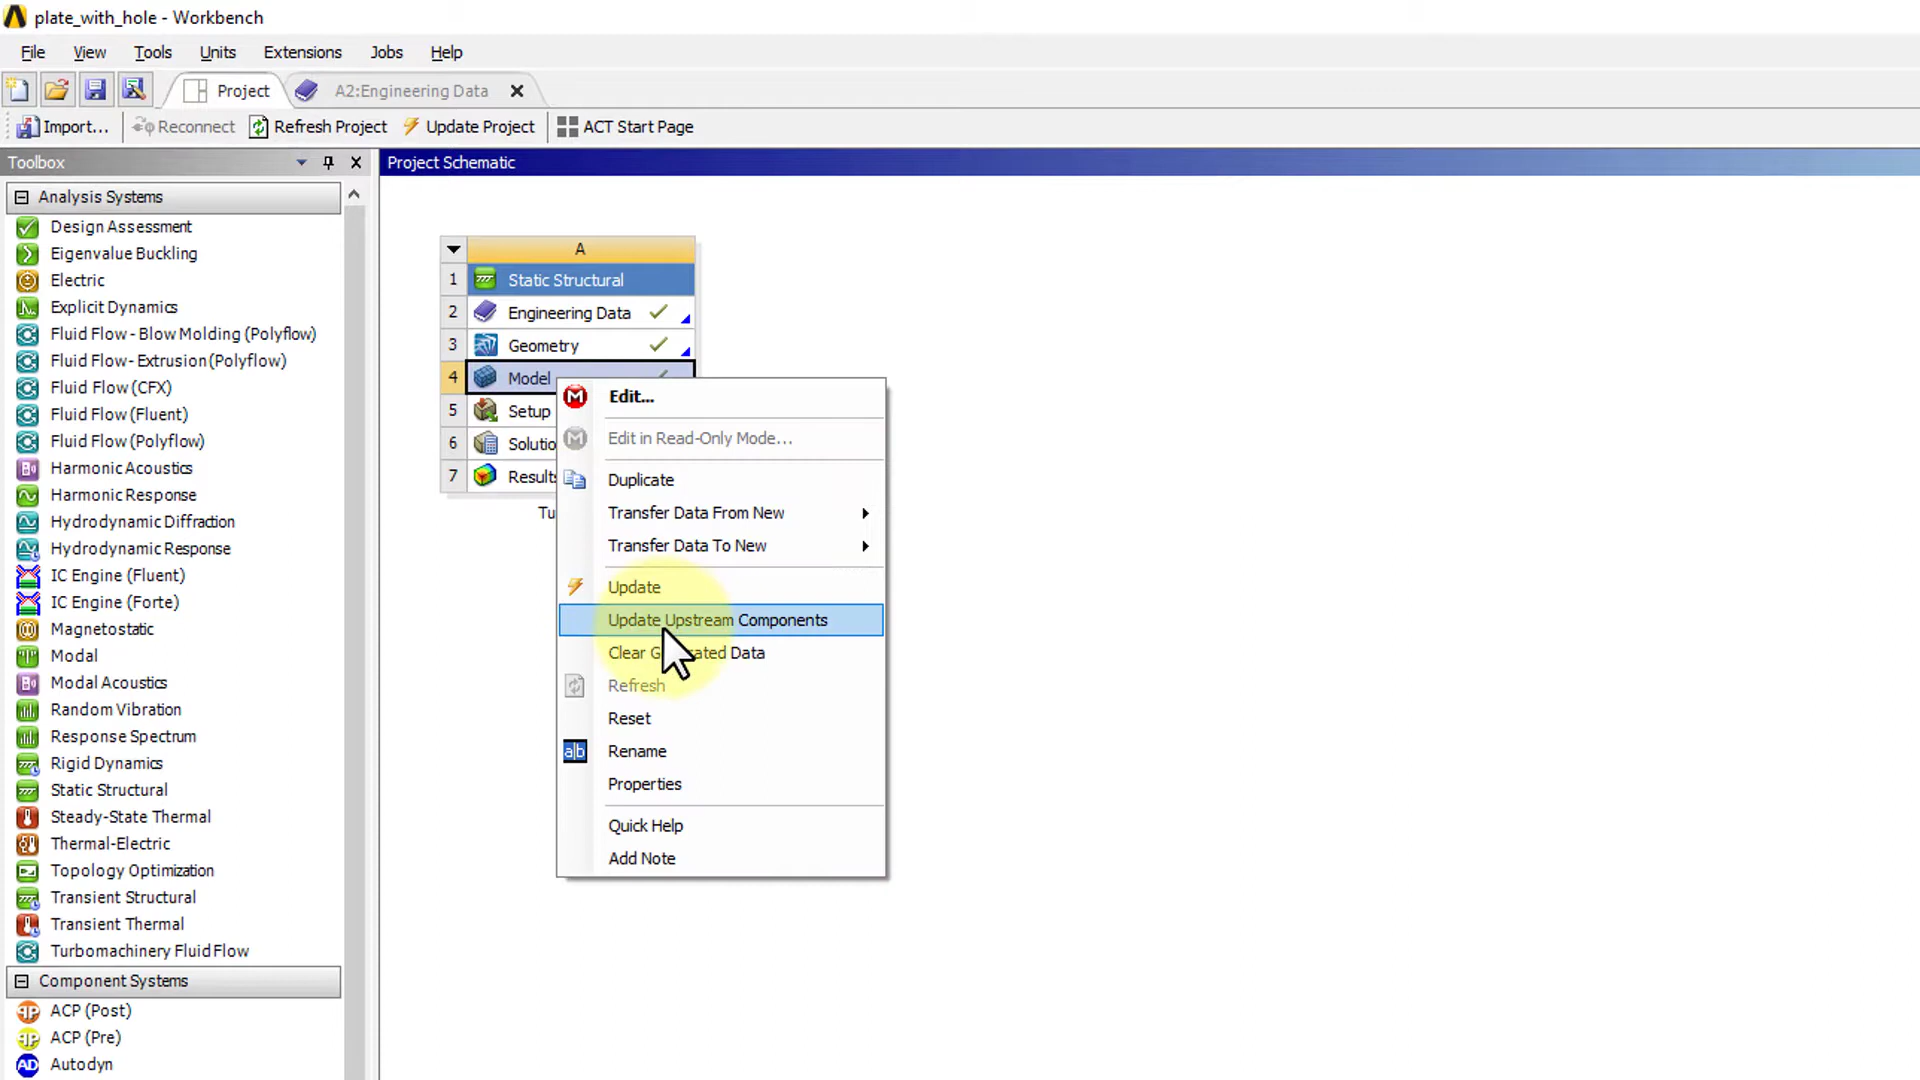 plate_with_hole - Workbench
File View Tools Units Extensions Jobs Help
Project A2:Engineering Data
Import... Reconnect Refresh Project Update Project ACT Start Page
Toolbox
Project Schematic
Analysis Systems
Design Assessment
Eigenvalue Buckling
Electric
Explicit Dynamics
Fluid Flow - Blow Molding (Polyflow)
Fluid Flow- Extrusion (Polyflow)
Fluid Flow (CFX)
Fluid Flow (Fluent)
Fluid Flow (Polyflow)
Harmonic Acoustics
Harmonic Response
Hydrodynamic Diffraction
Hydrodynamic Response
IC Engine (Fluent)
IC Engine (Forte)
Magnetostatic
Modal
Modal Acoustics
Random Vibration
Response Spectrum
Rigid Dynamics
Static Structural
Steady-State Thermal
Thermal-Electric
Topology Optimization
Transient Structural
Transient Thermal
Turbomachinery Fluid Flow
Component Systems
ACP (Post)
ACP (Pre)
Autodyn
AD
A
1 Static Structural
2 Engineering Data
3 Geometry
4 Model
5 Setup
6 Solutio
7 Results
Tu
Edit...
Edit in Read-Only Mode...
Duplicate
Transfer Data From New
Transfer Data To New
Update
Update Upstream Components
Clear Generated Data
Refresh
Reset
a|b Rename
Properties
Quick Help
Add Note